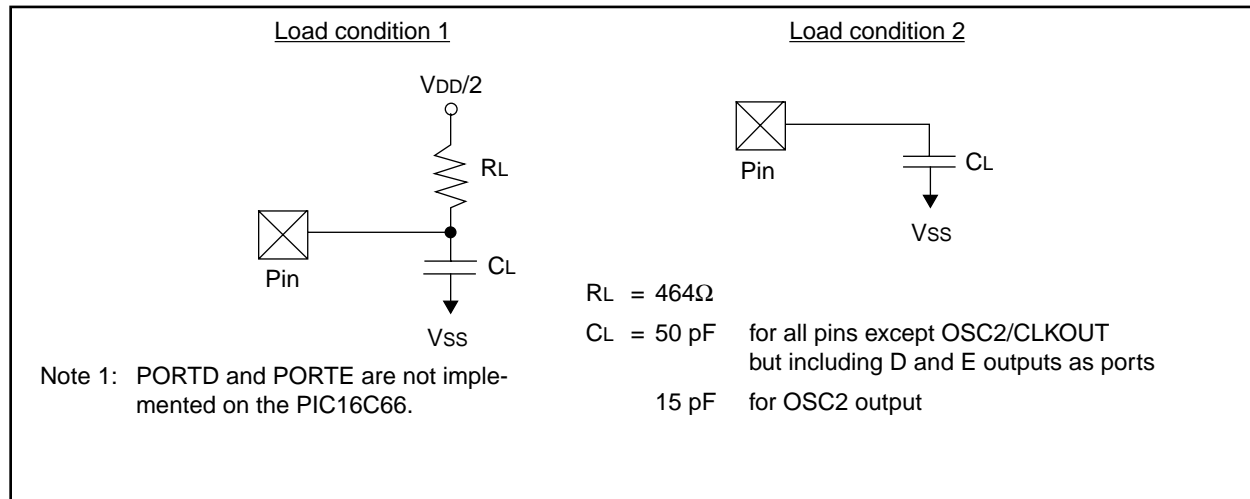 Load condition 1
VDD/2
RL
Pin
CL
VSS
Note 1: PORTD and PORTE are not imple-
mented on the PIC16C66.
Load condition 2
Pin
CL
VSS
RL = 464Ω
CL = 50 pF for all pins except OSC2/CLKOUT
but including D and E outputs as ports
15 pF for OSC2 output